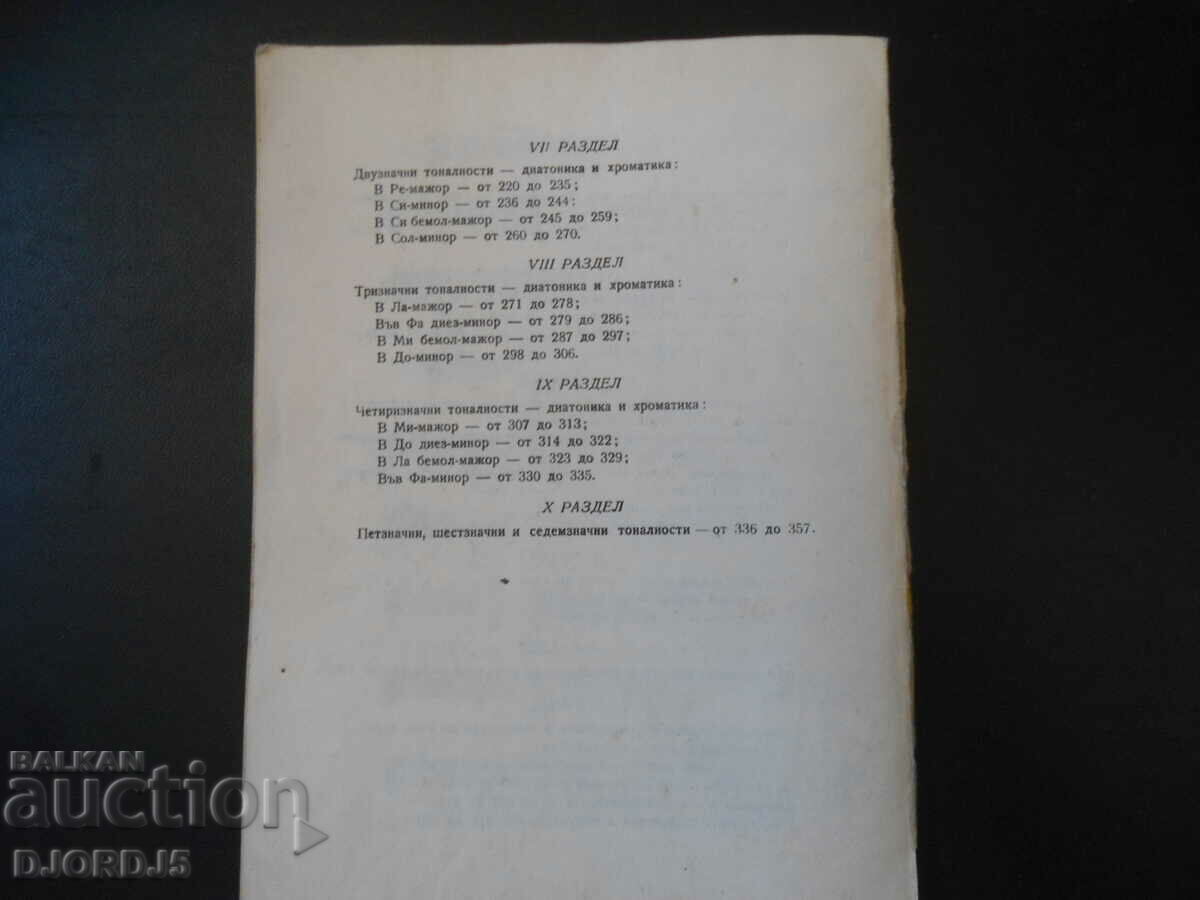 VII РАЗДЕЛ
Двузначни тоналности — диатоника и хроматика:
В Ре-мажор — от 220 до 235;
В Си-минор — от 236 до 244:
В Си бемол-мажор — от 245 до 259;
В Сол-минор — от 260 до 270.
VIII РАЗДЕЛ
Тризначни тоналности — диатоника и хроматика:
В Ла-мажор — от 271 до 278;
Във Фа диез-минор — от 279 до 286;
В Ми бемол-мажор — от 287 до 297;
В До-минор — от 298 до 306.
IX РАЗДЕЛ
Четиризначни тоналности — диатоника и хроматика:
В Ми-мажор — от 307 до 313;
В До диез-минор — от 314 до 322;
В Ла бемол-мажор — от 323 до 329;
Във Фа-минор — от 330 до 335.
X РАЗДЕЛ
Петзначни, шестзначни и седемзначни тоналности — от 336 до 357.
BALKAN
auction
DJORDJ5